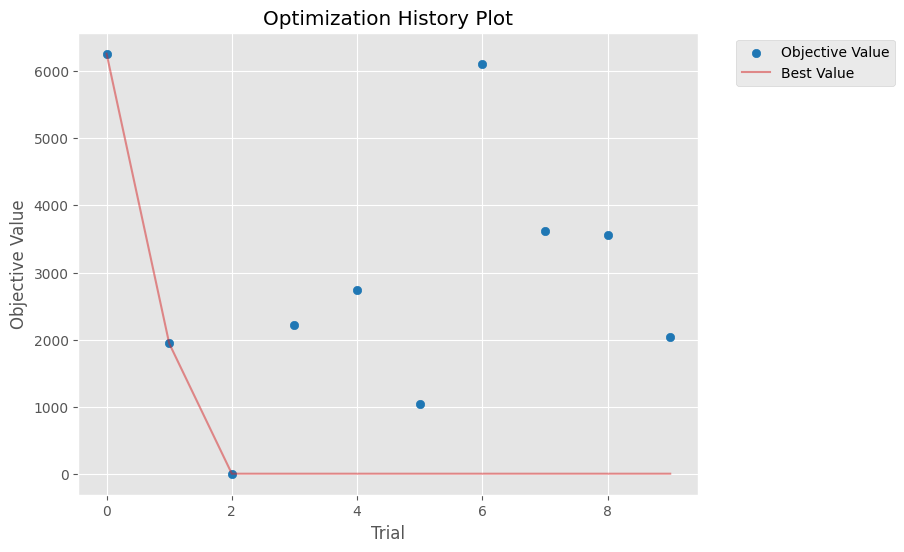 Optimization History Plot
Objective Value
Best Value
6000
5000
4000
3000
2000
1000
0
Objective Value
0 2 4 6 8
Trial